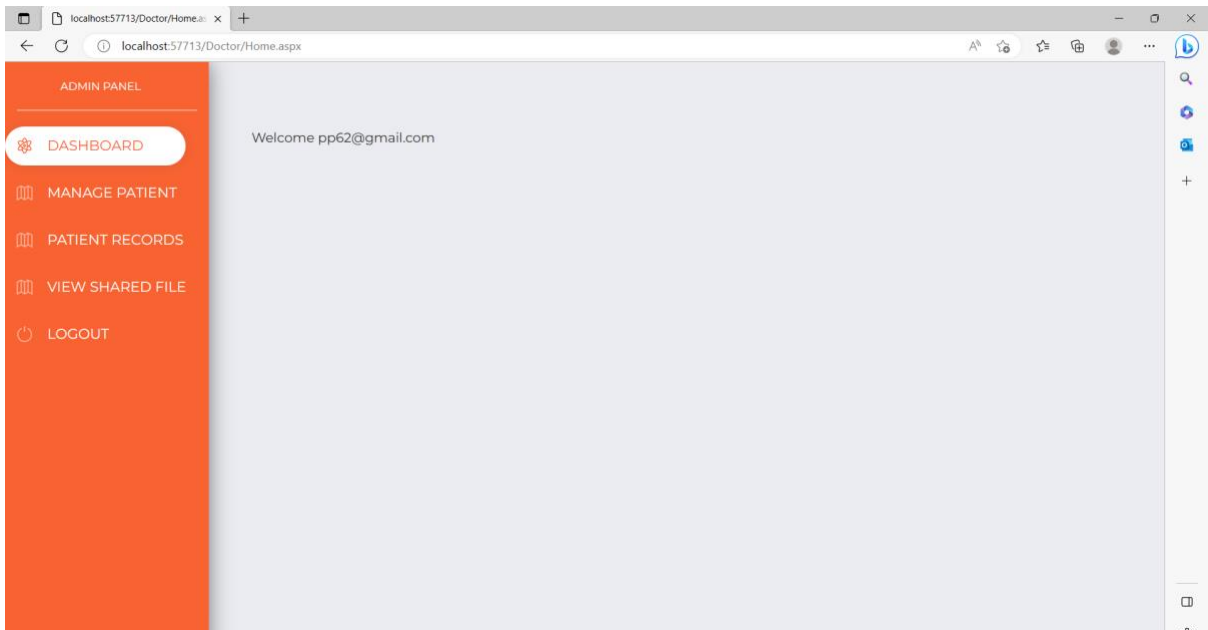 localhost:57713/Doctor/Home.a
localhost:57713/Doctor/Home.aspx
ADMIN PANEL
DASHBOARD
Welcome pp62@gmail.com
MANAGE PATIENT
PATIENT RECORDS
VIEW SHARED FILE
LOGOUT